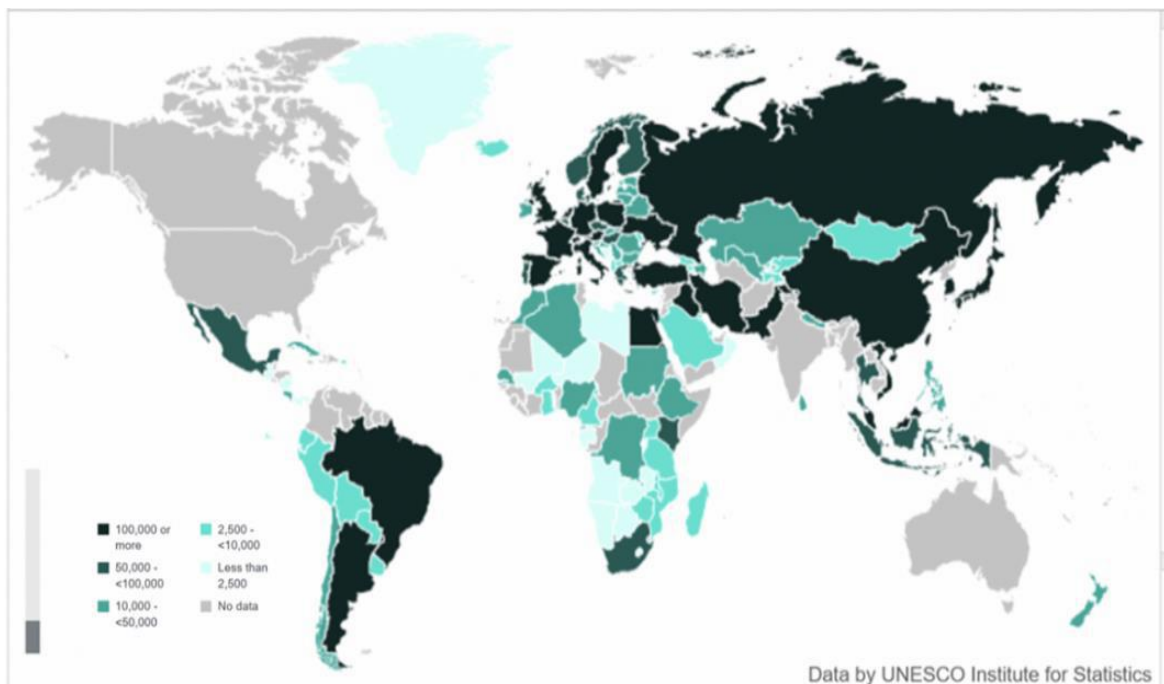 100,000 or
more
50,000 -
<100,000
10,000 -
<50,000
2,500 -
<10,000
Less than
2,500
No data
Data by UNESCO Institute for Statistics